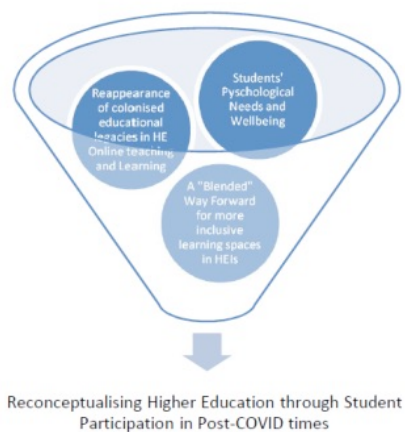 Reappearance
of colonised
educational
legacies in HE
Online teaching
and Learning
Students'
Pyschological
Needs and
Wellbeing
A "Blended"
Way Forward
for more
inclusive
learning spaces
in HEIs
Reconceptualising Higher Education through Student
Participation in Post-COVID times